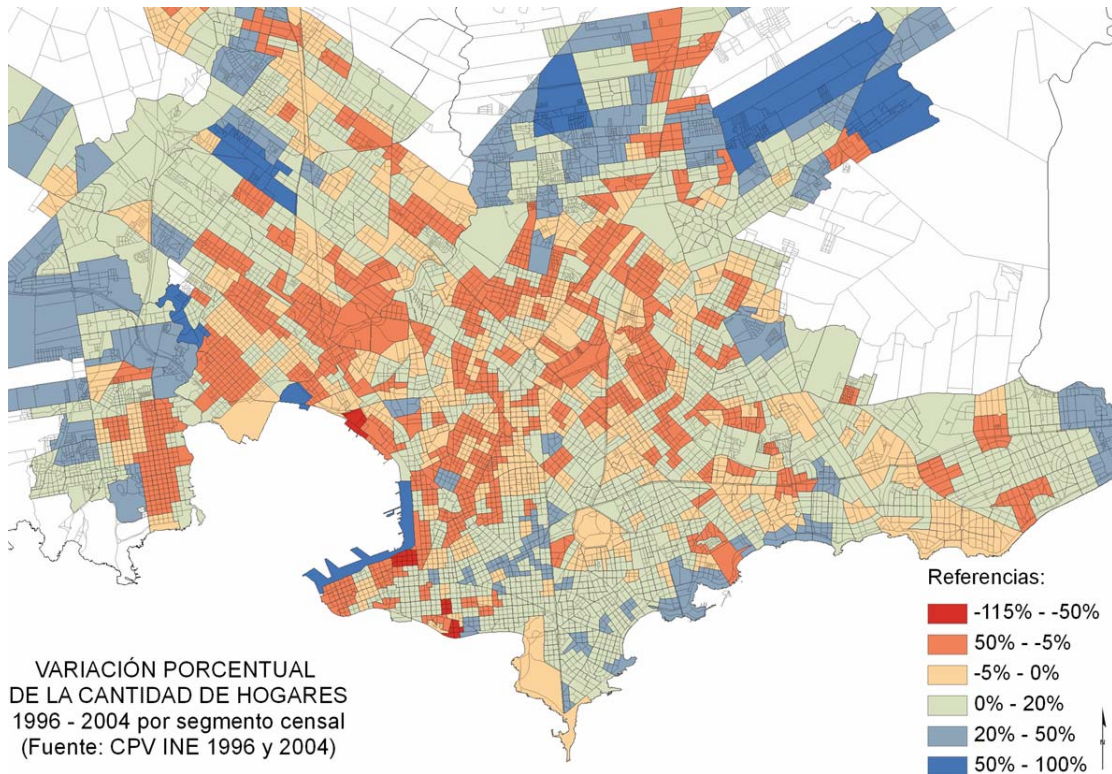 VARIACIÓN PORCENTUAL
DE LA CANTIDAD DE HOGARES
1996 - 2004 por segmento censal
(Fuente: CPV INE 1996 y 2004)
Referencias:
-115% - -50%
50% - -5%
-5% - 0%
0% - 20%
20% - 50%
50% - 100%